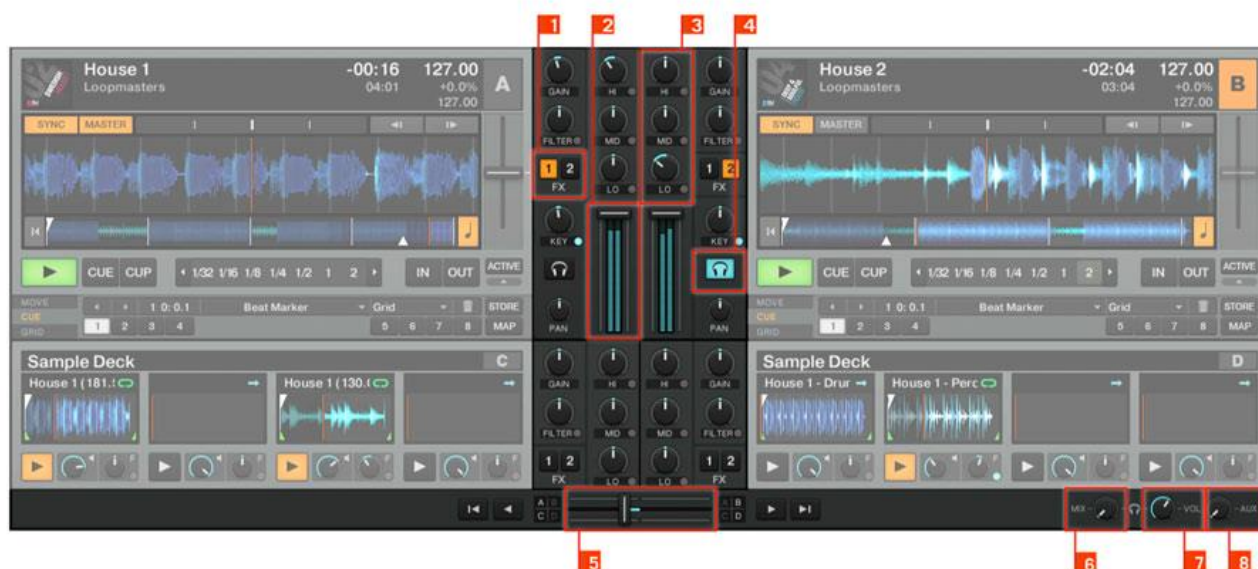 1 2 3 4
House 1 -00:16 127.00 A
Loopmasters 04:01 +0.0%
127.00
SYNC MASTER
CUE CUP 1/32 1/16 1/8 1/4 1/2 1 2 IN OUT ACTIVE
MOVE 1 0: 0.1 Beat Marker Grid STORE
CUE 1 2 3 4 5 6 7 8 MAP
GRID
GAIN HI HI GAIN
FILTER MID MID FILTER
1 2 LO LO 1 2
FX FX
KEY KEY
PAN PAN
House 2 -02:04 127.00 B
Loopmasters 03:04 +0.0%
127.00
SYNC MASTER
CUE CUP 1/32 1/16 1/8 1/4 1/2 1 2 IN OUT ACTIVE
MOVE 1 0: 0.1 Beat Marker Grid STORE
CUE 1 2 3 4 5 6 7 8 MAP
GRID
Sample Deck C
House 1 (181.! House 1 (130.(
GAIN HI HI GAIN
FILTER MID MID FILTER
1 2 LO LO 1 2
FX FX
Sample Deck D
House 1 - Drur House 1 - Perc
A B A B
C D C D
MIX VOL AUX
5 6 7 8